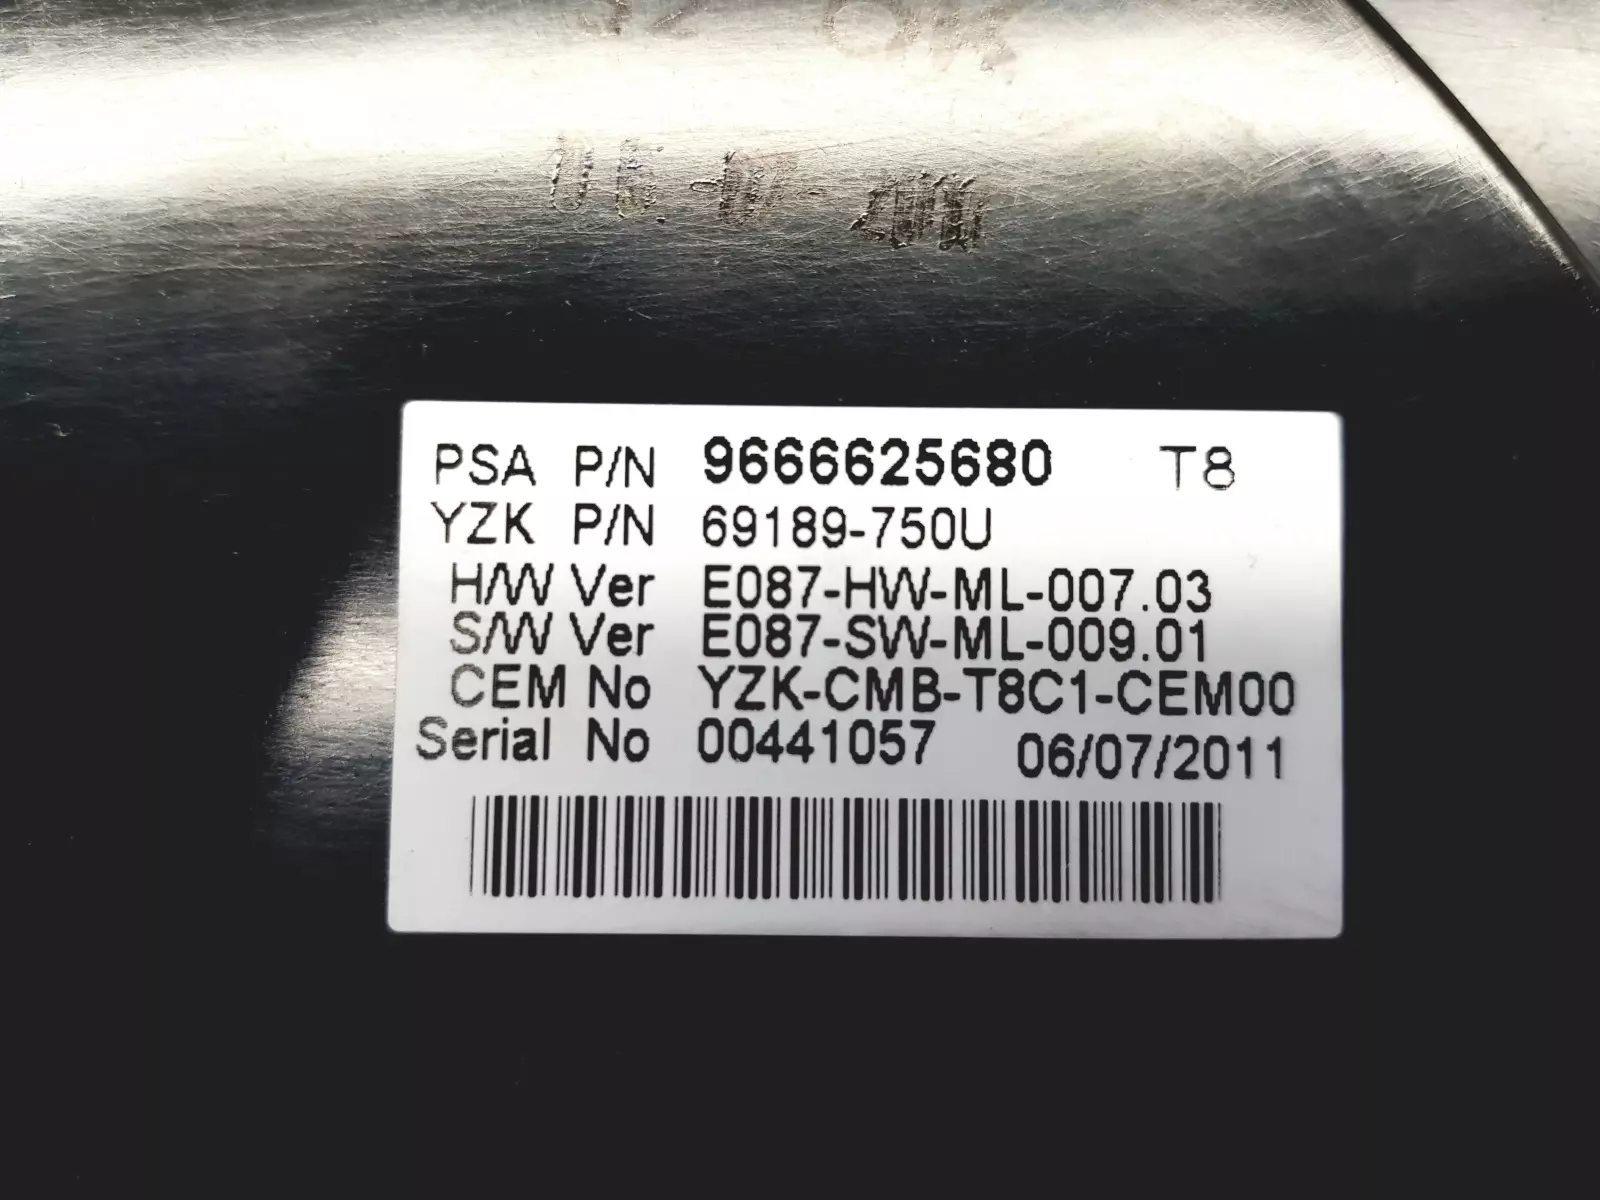 OK
PSA P/N 9666625680 T8
YZK P/N 69189-750U
H/W Ver E087-HW-ML-007.03
S/W Ver E087-SW-ML-009.01
CEM No YZK-CMB-T8C1-CEM00
Serial No 00441057 06/07/2011